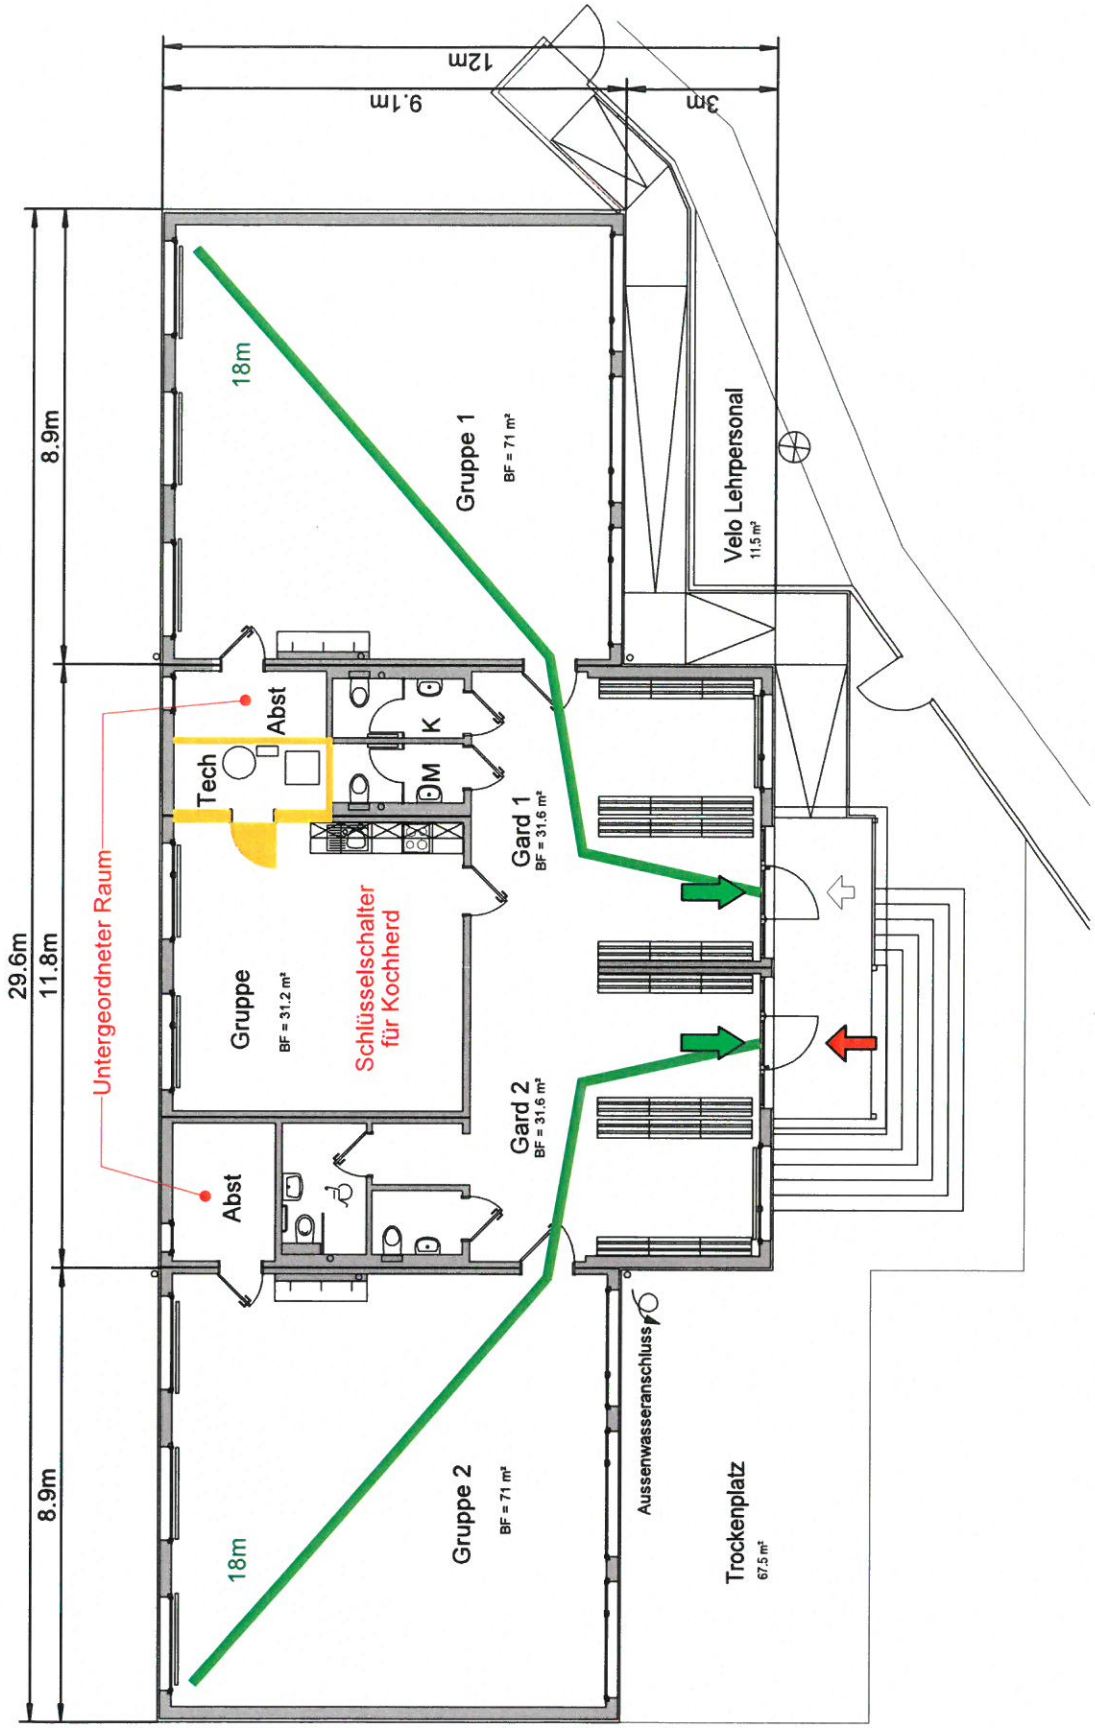 29.6m
8.9m
11.8m
8.9m
12m
9.1m
3m
Untergeordneter Raum
18m
18m
Abst
Tech
Abst
Gruppe
BF = 31.2 m²
Schlüsselschalter
für Kochherd
M
K
Gruppe 2
BF = 71 m²
Gard 2
BF = 31.6 m²
Gard 1
BF = 31.6 m²
Gruppe 1
BF = 71 m²
Aussenwasseranschluss
Trockenplatz
67.5 m²
Velo Lehrpersonal
11.5 m²